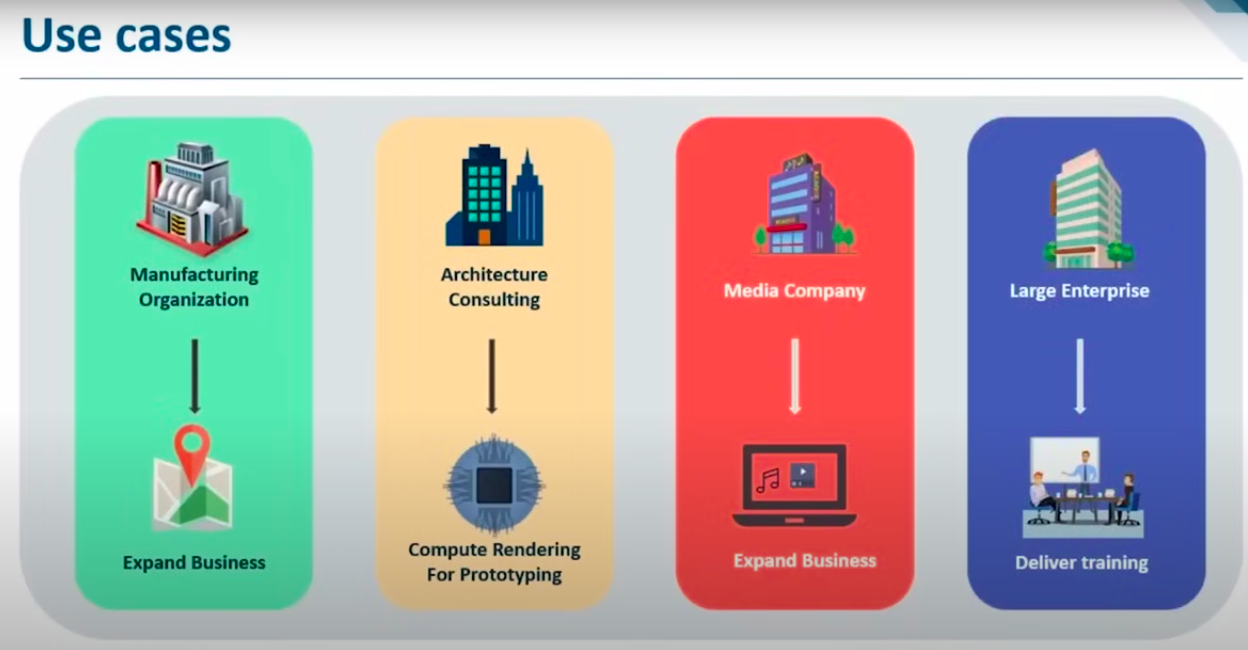 Use cases
Manufacturing
Organization
Expand Business
Architecture
Consulting
Compute Rendering
For Prototyping
Media Company
Expand Business
Large Enterprise
Deliver training